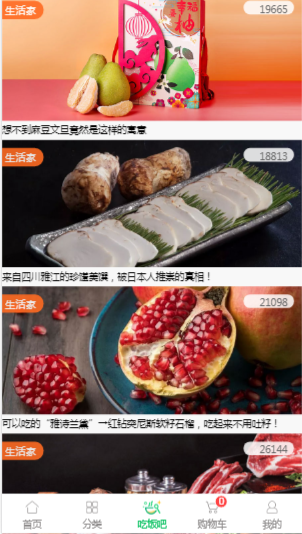 生活家
19665
想不到麻豆文旦竟然是这样的寓意
生活家
18813
来自四川雅江的珍馐美馔，被日本人推崇的真相！
生活家
21098
可以吃的“雅诗兰黛”→红钻突尼斯软籽石榴，吃起来不用吐籽！
生活家
26144
首页
分类
吃饭吧
购物车
0
我的